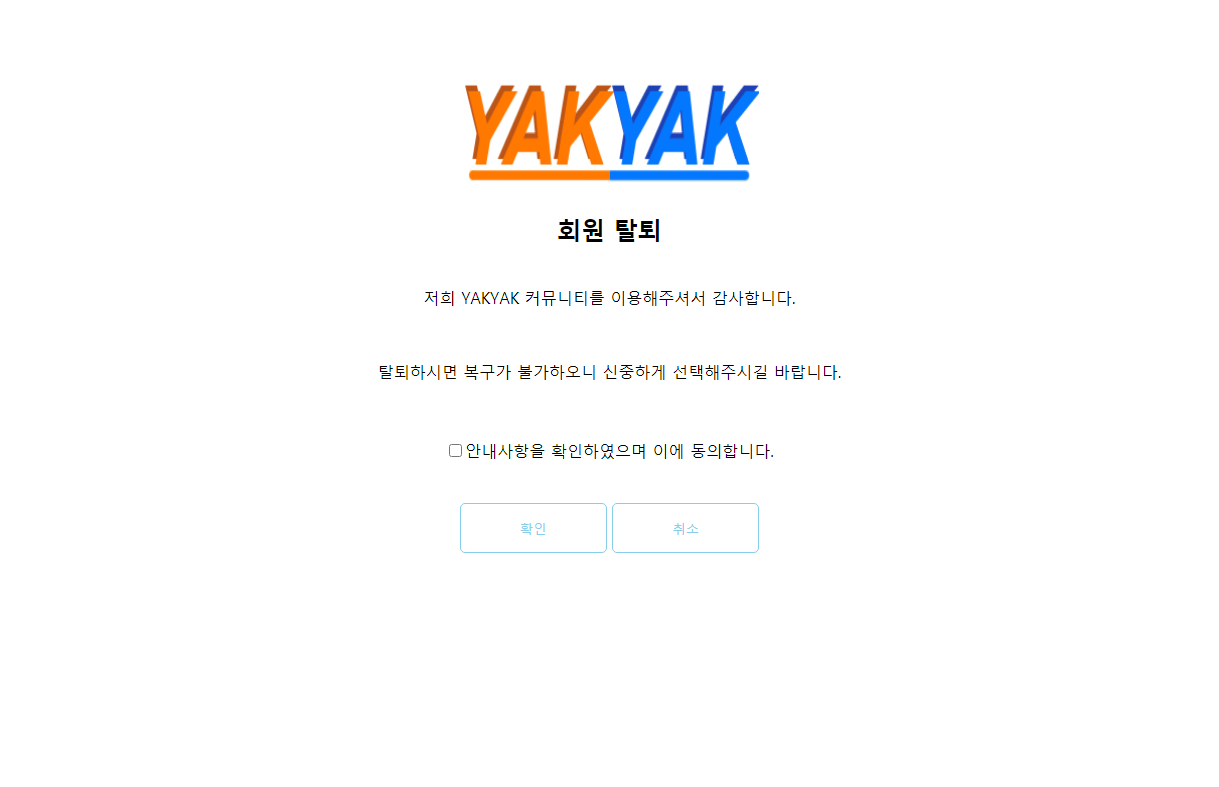 YAKYAK
회원 탈퇴
저희 YAKYAK 커뮤니티를 이용해주셔서 감사합니다.
탈퇴하시면 복구가 불가하오니 신중하게 선택해주시길 바랍니다.
안내사항을 확인하였으며 이에 동의합니다.
확인 취소